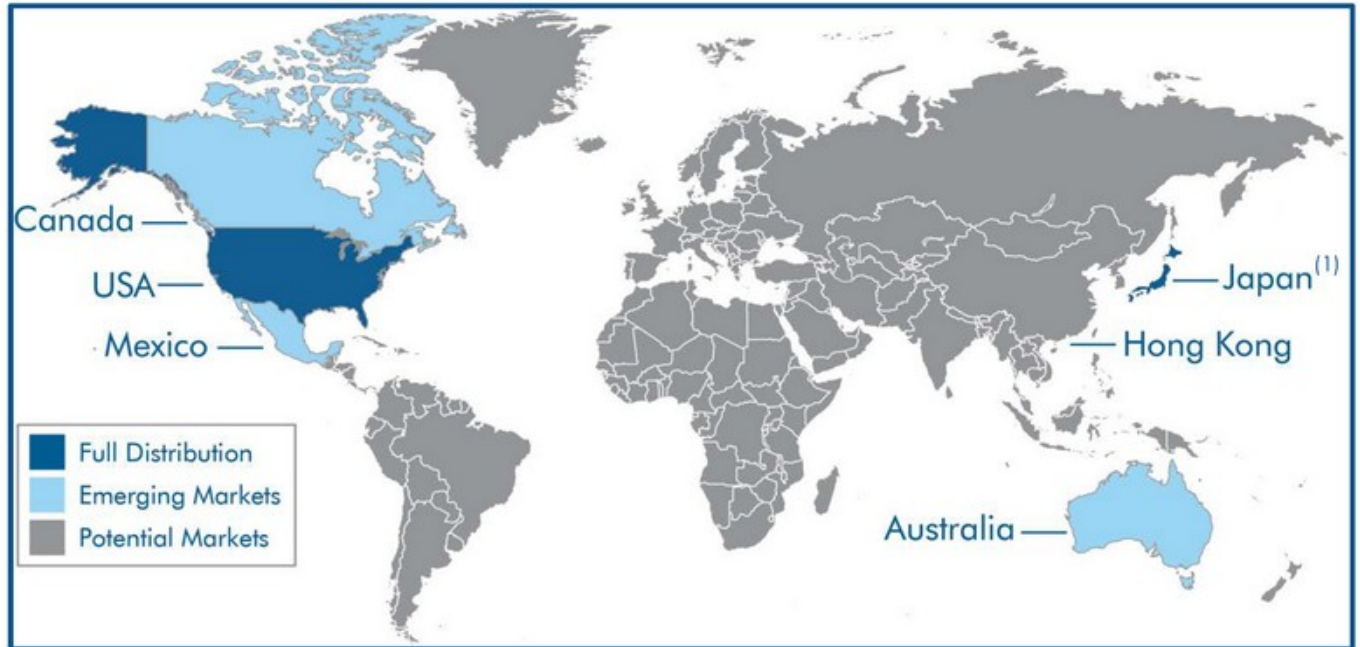 Canada
USA
Mexico
Japan(1)
Hong Kong
Australia
Full Distribution
Emerging Markets
Potential Markets